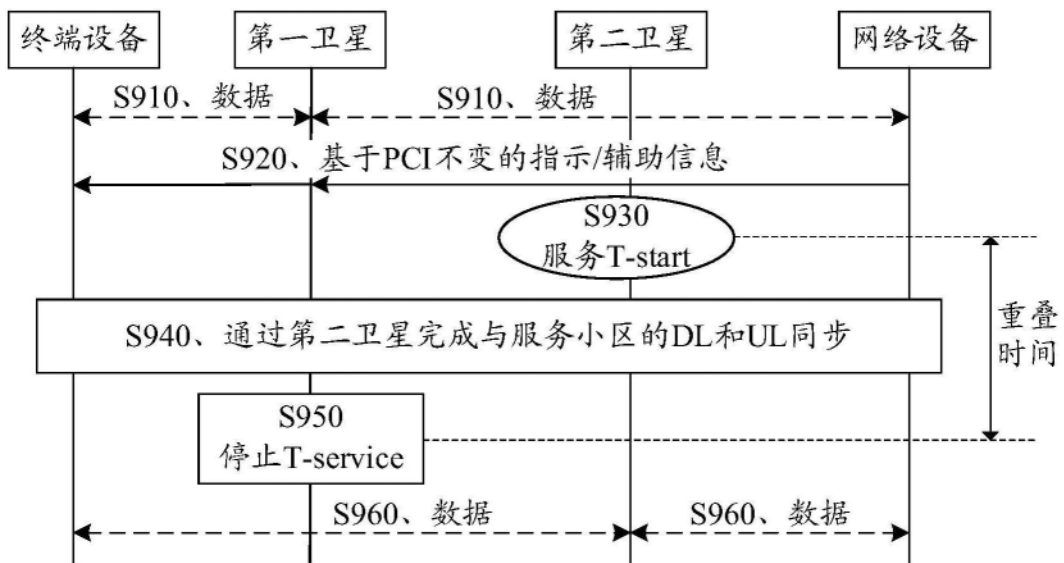 终端设备
第一卫星
第二卫星
网络设备
S910、数据
S910、数据
S920、基于PCI不变的指示/辅助信息
S930
服务T-start
S940、通过第二卫星完成与服务小区的DL和UL同步
重叠
时间
S950
停止T-service
S960、数据
S960、数据